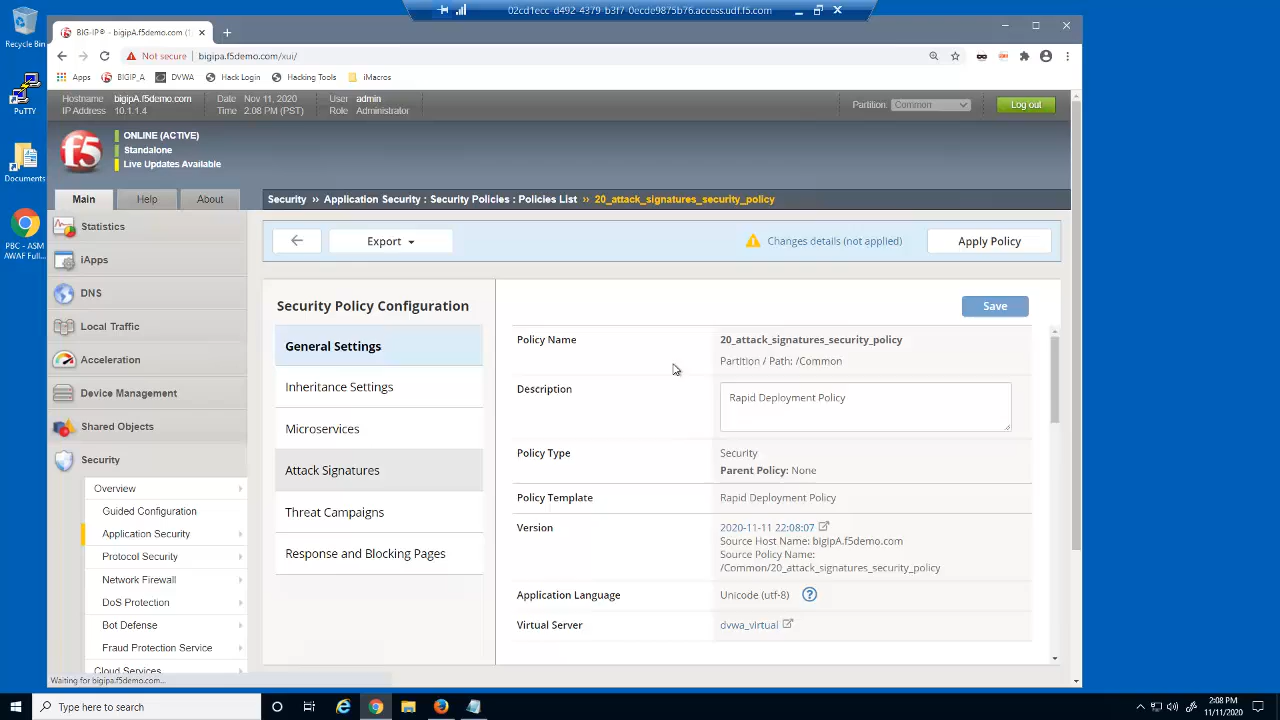 02cd1ecc-d492-4379-b3f7-0ecde9875b76.access.udf.f5.com
Recycle Bin
PuTTY
Documents
PBC - ASM
AWAF Full...
BIG-IP® - bigipa.f5demo.com (1
Not secure
bigipa.f5demo.com/xui/
Apps
BIGIP_A
DVWA
Hack Login
Hacking Tools
iMacros
Hostname bigipA.f5demo.com
IP Address 10.1.1.4
Date Nov 11, 2020
Time 2:08 PM (PST)
User admin
Role Administrator
Partition: Common
Log out
f5
ONLINE (ACTIVE)
Standalone
Live Updates Available
Main
Help
About
Security ›› Application Security : Security Policies : Policies List ›› 20_attack_signatures_security_policy
Statistics
iApps
DNS
Local Traffic
Acceleration
Device Management
Shared Objects
Security
Overview
Guided Configuration
Application Security
Protocol Security
Network Firewall
DoS Protection
Bot Defense
Fraud Protection Service
Cloud Services
Waiting for bigipa.f5demo.com...
Export
Changes details (not applied)
Apply Policy
Security Policy Configuration
General Settings
Inheritance Settings
Microservices
Attack Signatures
Threat Campaigns
Response and Blocking Pages
Save
Policy Name
20_attack_signatures_security_policy
Partition / Path: /Common
Description
Rapid Deployment Policy
Policy Type
Security
Parent Policy: None
Policy Template
Rapid Deployment Policy
Version
2020-11-11 22:08:07
Source Host Name: bigipA.f5demo.com
Source Policy Name:
/Common/20_attack_signatures_security_policy
Application Language
Unicode (utf-8)
Virtual Server
dvwa_virtual
Type here to search
2:08 PM
11/11/2020